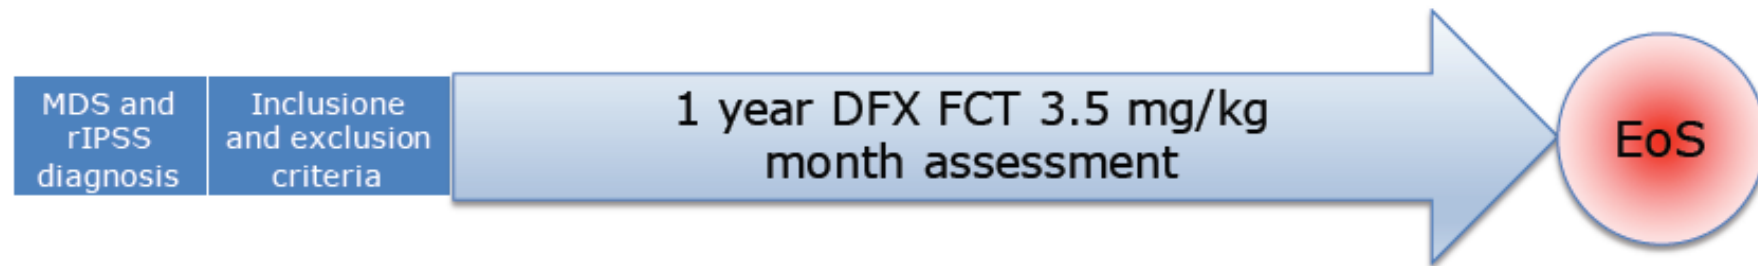 MDS and
rIPSS
diagnosis
Inclusione
and exclusion
criteria
1 year DFX FCT 3.5 mg/kg
month assessment
EoS